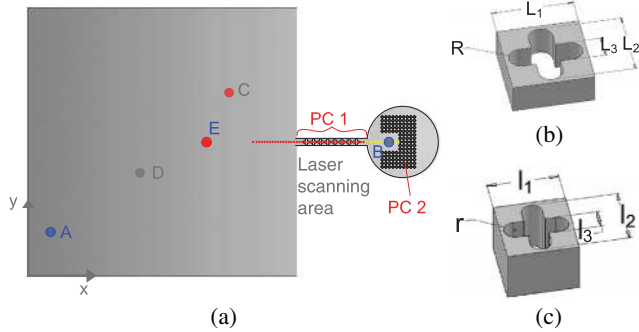 C
PC 1
E
B
D
Laser
scanning
area
PC 2
y
A
x
(a)
L1
R
L3
L2
(b)
l1
r
l3
l2
(c)